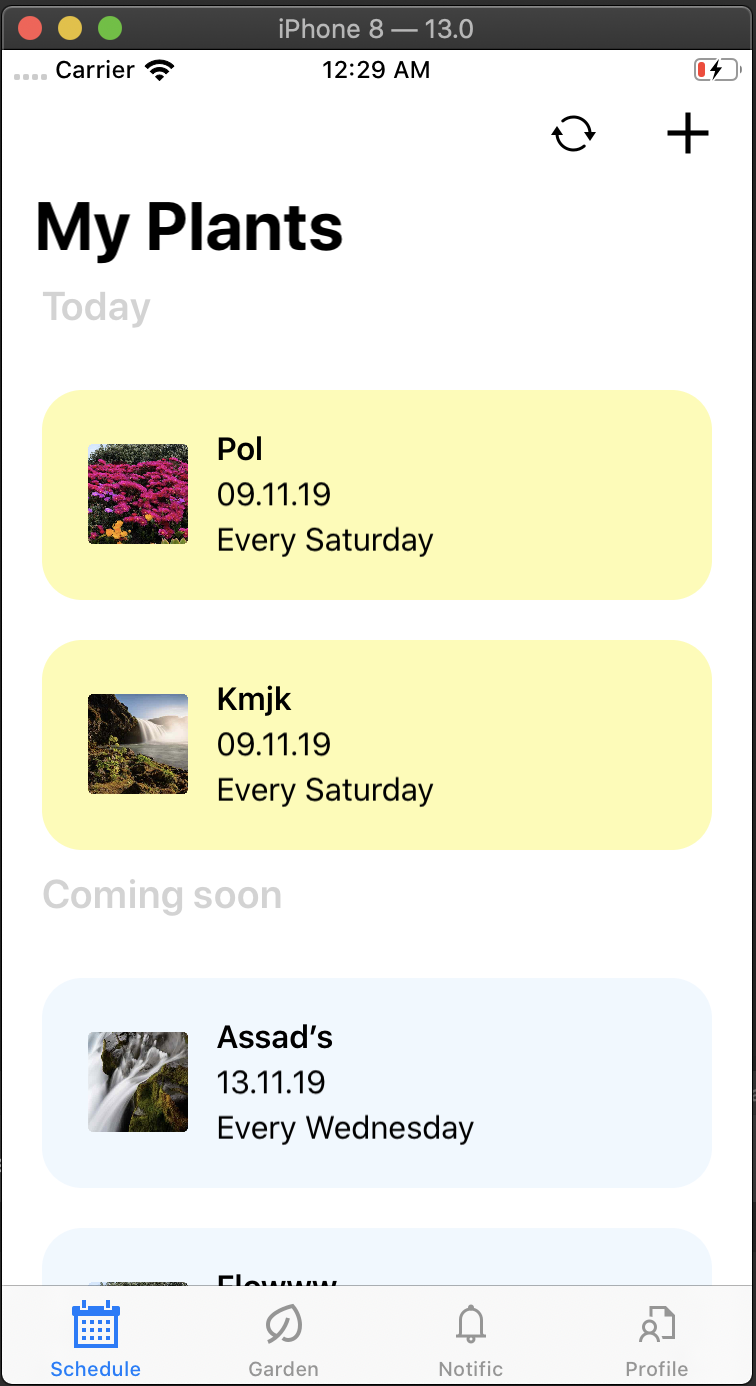 iPhone 8 — 13.0
Carrier 12:29 AM
My Plants
Today
Pol
09.11.19
Every Saturday
Kmjk
09.11.19
Every Saturday
Coming soon
Assad’s
13.11.19
Every Wednesday
Flowww
Schedule Garden Notific Profile